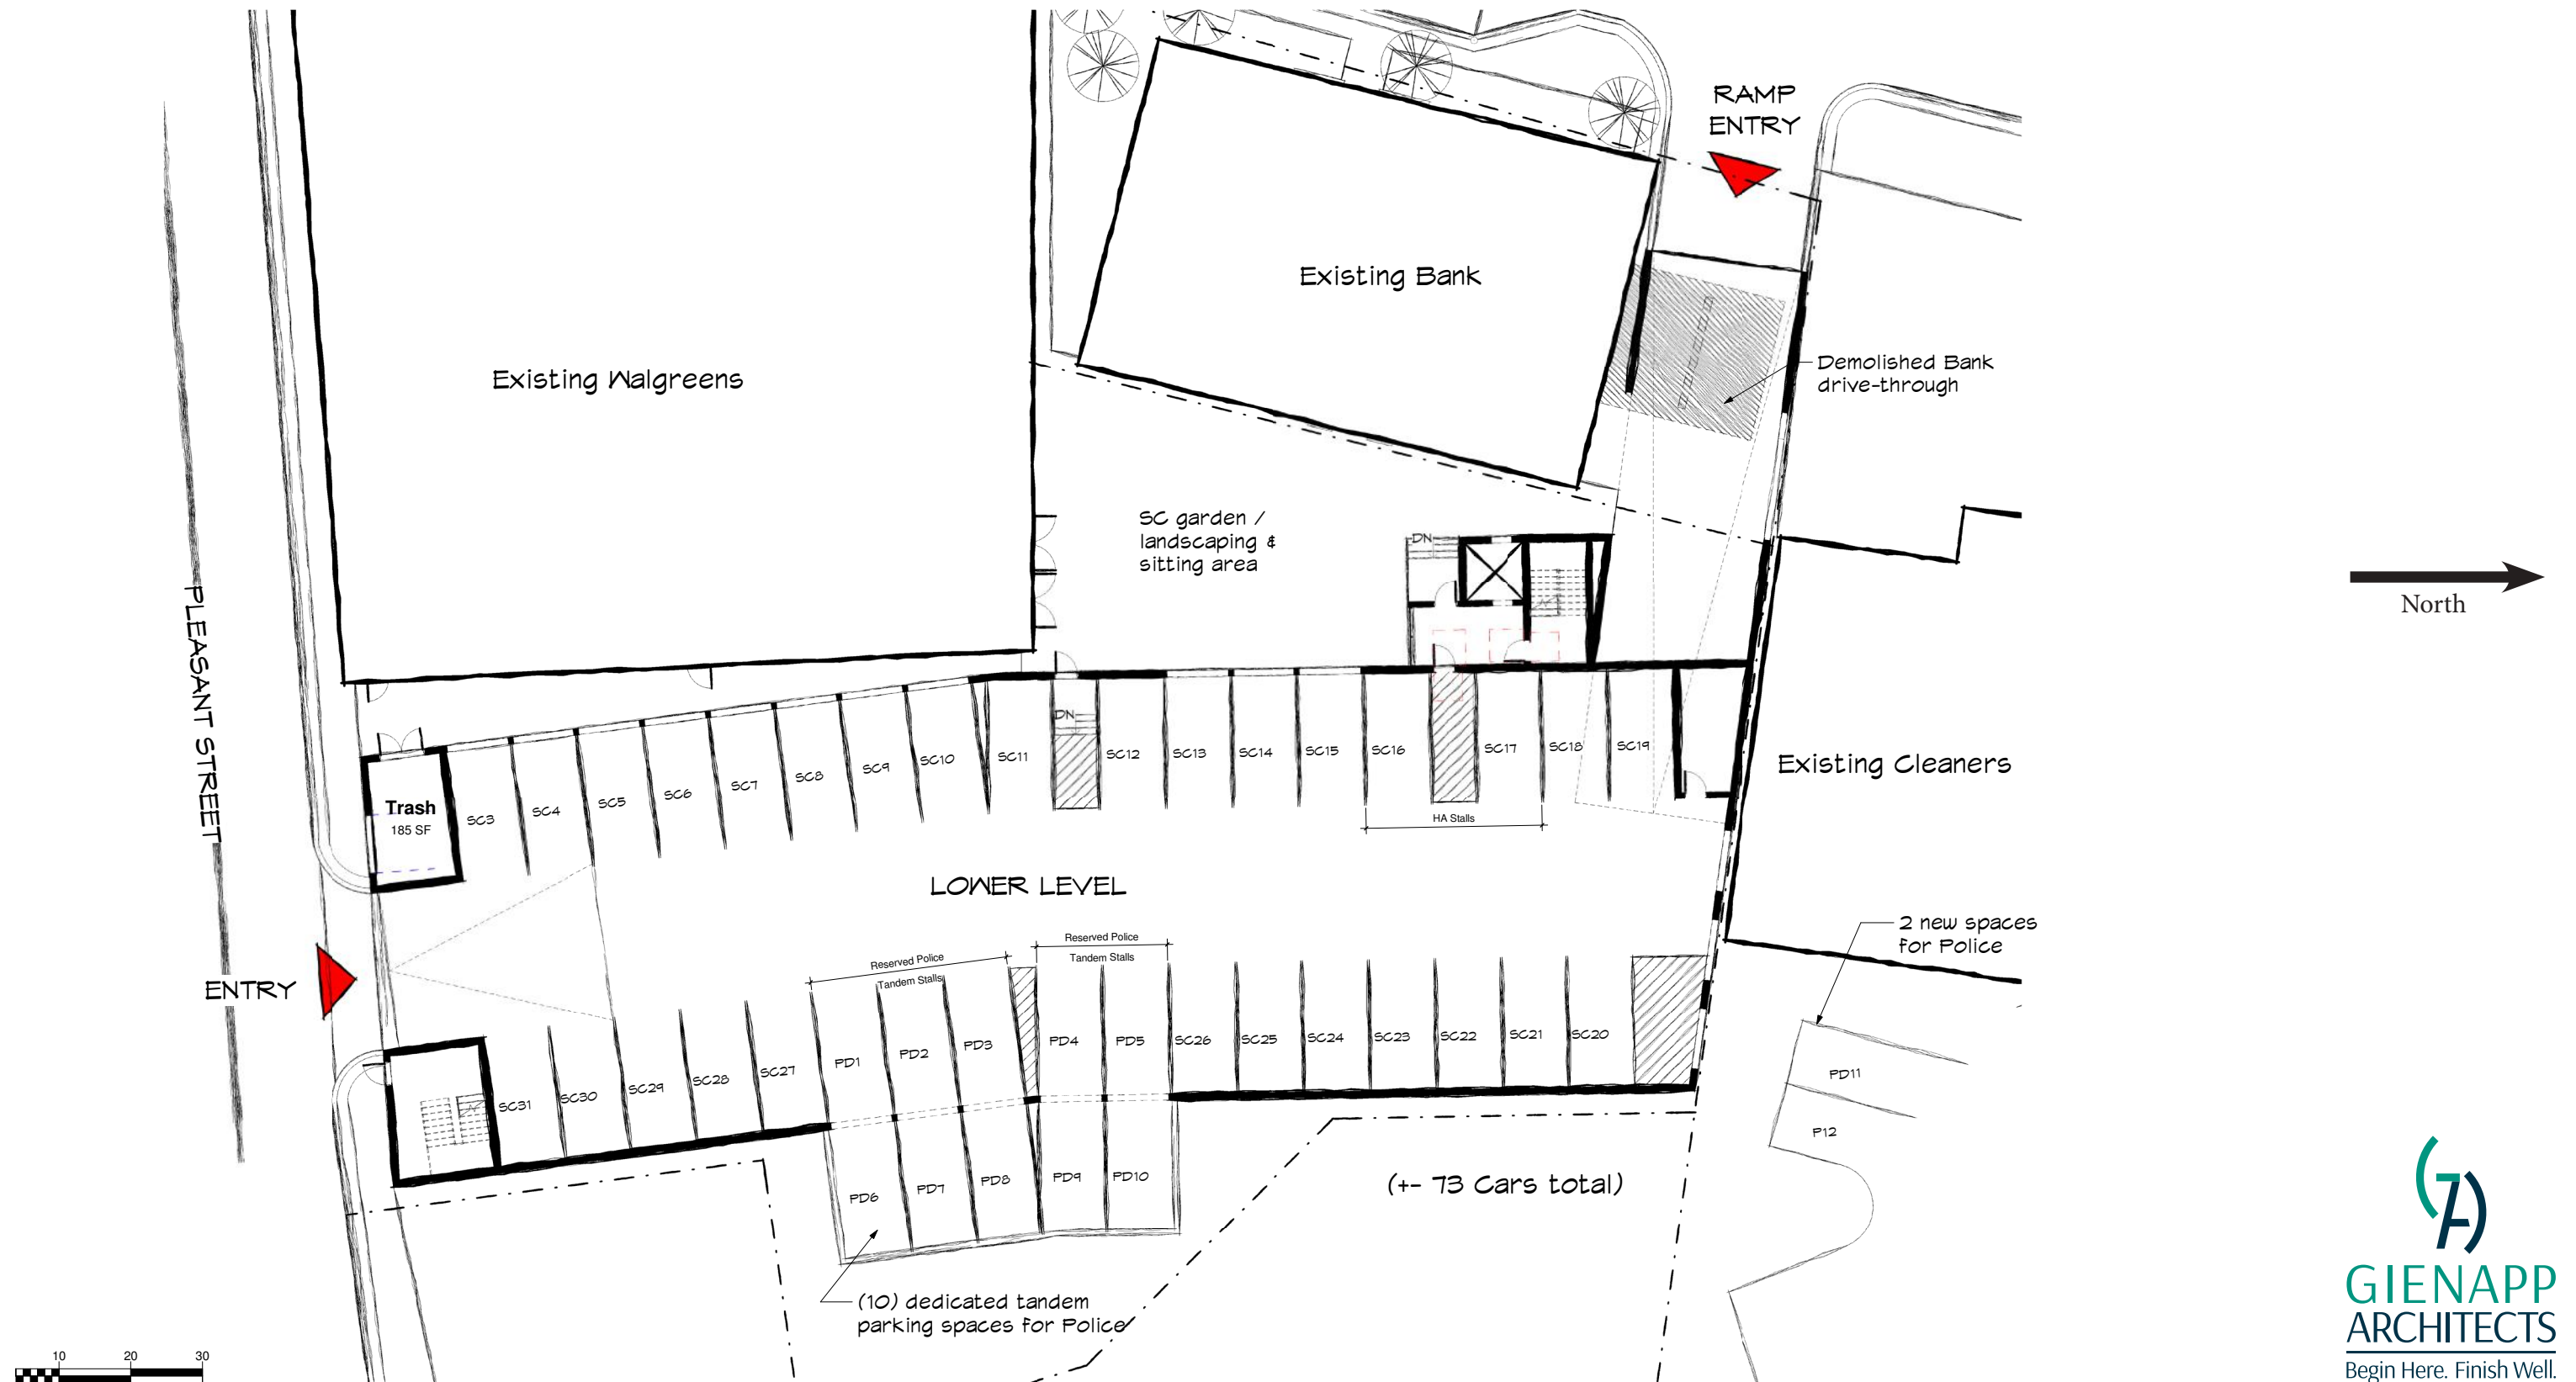 RAMP
ENTRY
Existing Bank
Existing Walgreens
Demolished Bank
drive-through
SC garden /
landscaping &
sitting area
DN
North
PLEASANT STREET
DN
Trash
185 SF
SC3
SC4
SC5
SC6
SC7
SC8
SC9
SC10
SC11
SC12
SC13
SC14
SC15
SC16
SC17
SC18
SC19
Existing Cleaners
HA Stalls
LOWER LEVEL
2 new spaces
for Police
Reserved Police
Tandem Stalls
Reserved Police
Tandem Stalls
ENTRY
SC31
SC30
SC29
SC28
SC27
PD1
PD2
PD3
PD4
PD5
SC26
SC25
SC24
SC23
SC22
SC21
SC20
PD11
P12
PD6
PD7
PD8
PD9
PD10
(+- 73 Cars total)
(10) dedicated tandem
parking spaces for Police
10 20 30
GA
GIENAPP
ARCHITECTS
Begin Here. Finish Well.